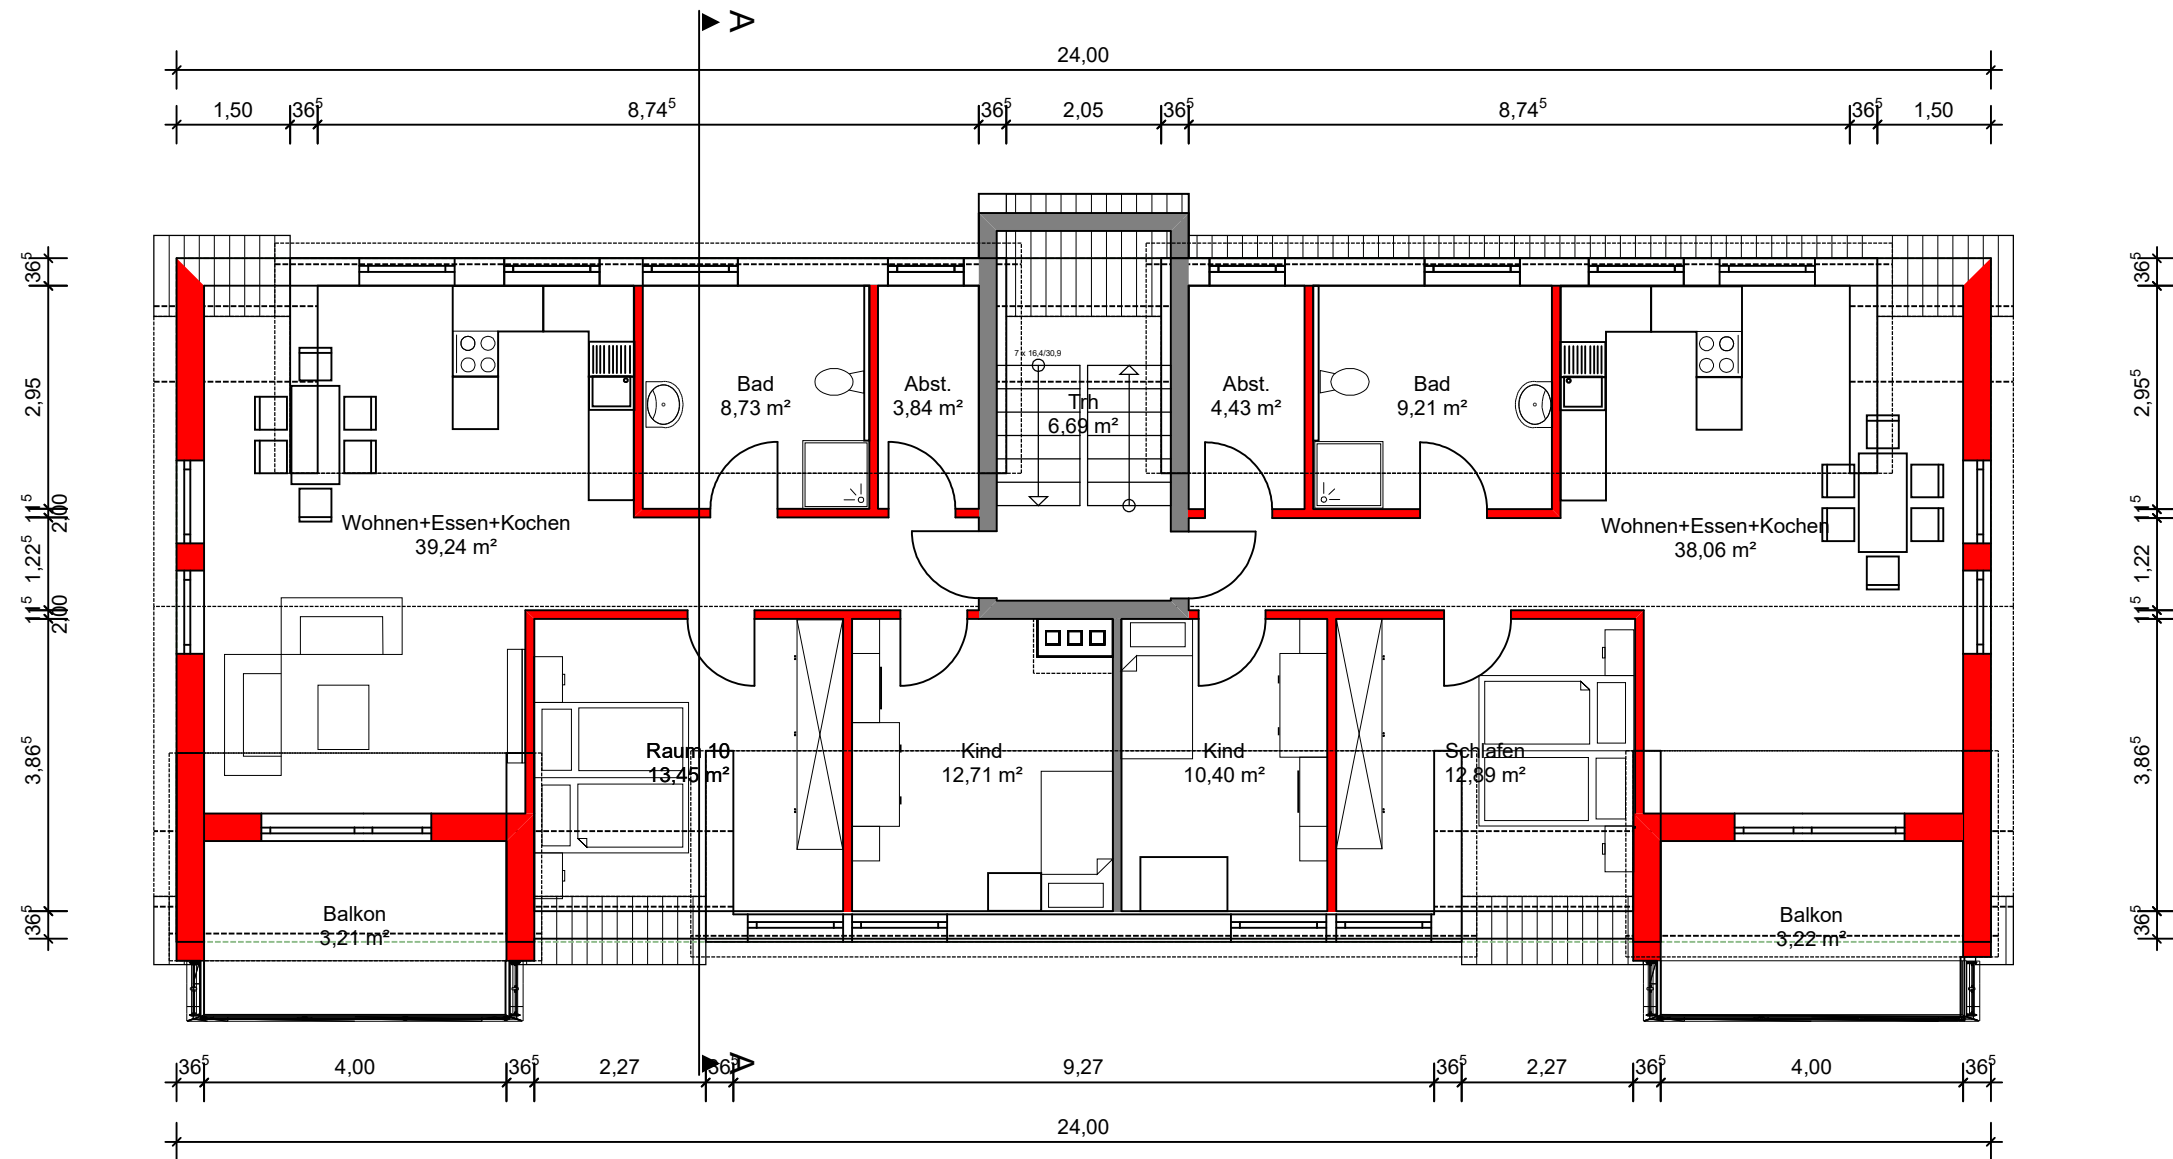 A
24,00
1,50 36⁵ 8,74⁵ 36⁵ 2,05 36⁵ 8,74⁵ 36⁵ 1,50
36⁵
2,95
11⁵
2,00
1,22⁵
11⁵
2,00
3,86⁵
36⁵
Wohnen+Essen+Kochen
39,24 m²
Bad
8,73 m²
Abst.
3,84 m²
7 x 16,4/30,9
Trh
6,69 m²
Abst.
4,43 m²
Bad
9,21 m²
Wohnen+Essen+Kochen
38,06 m²
Raum 10
13,45 m²
Kind
12,71 m²
Kind
10,40 m²
Schlafen
12,89 m²
Balkon
3,21 m²
Balkon
3,22 m²
36⁵
2,95⁵
11⁵
1,22
11⁵
3,86⁵
36⁵
A
36⁵ 4,00 36⁵ 2,27 36⁵ 9,27 36⁵ 2,27 36⁵ 4,00 36⁵
24,00